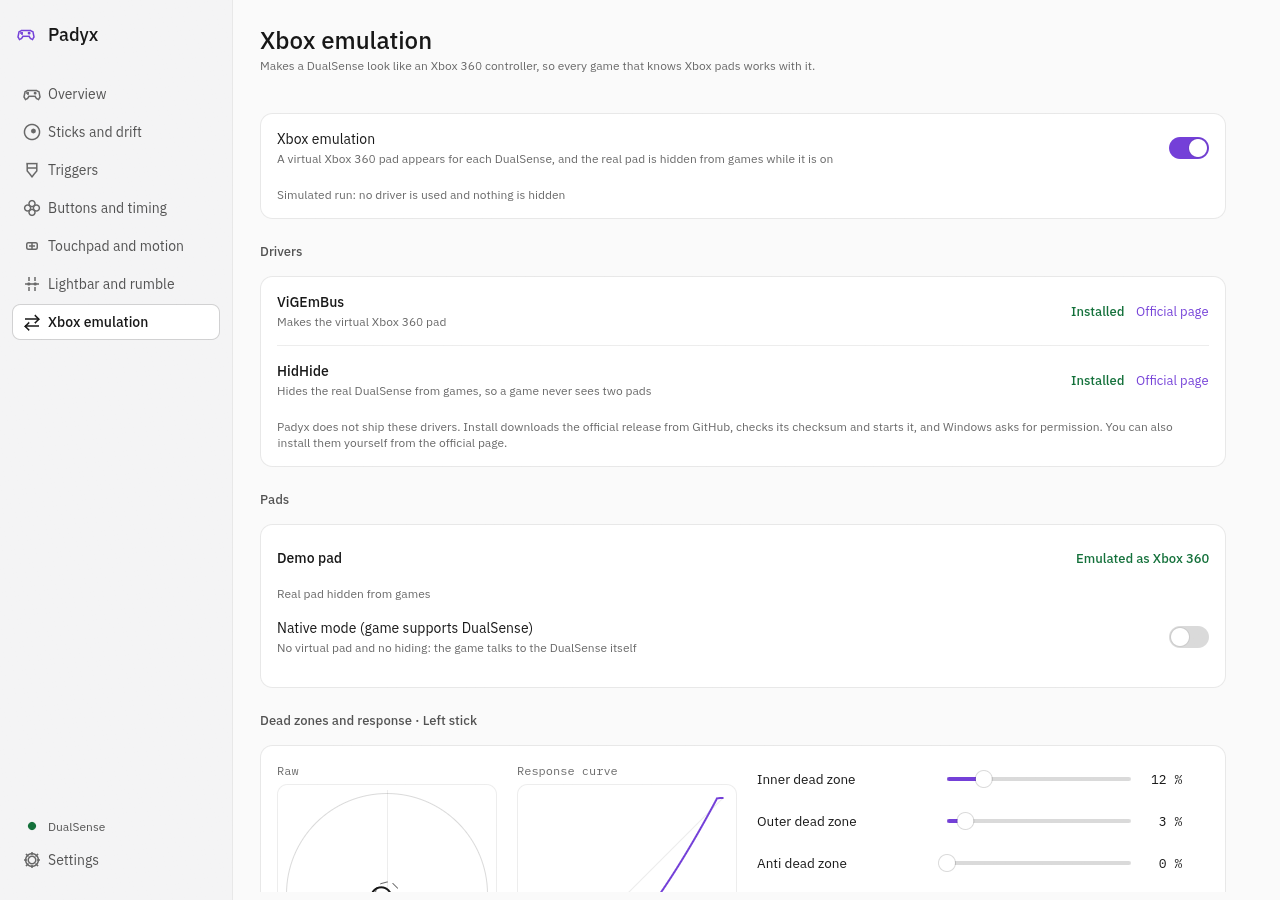 Padyx
Overview
Sticks and drift
Triggers
Buttons and timing
Touchpad and motion
Lightbar and rumble
Xbox emulation
DualSense
Settings
Xbox emulation
Makes a DualSense look like an Xbox 360 controller, so every game that knows Xbox pads works with it.
Xbox emulation
A virtual Xbox 360 pad appears for each DualSense, and the real pad is hidden from games while it is on
Simulated run: no driver is used and nothing is hidden
Drivers
ViGEmBus
Makes the virtual Xbox 360 pad
Installed Official page
HidHide
Hides the real DualSense from games, so a game never sees two pads
Installed Official page
Padyx does not ship these drivers. Install downloads the official release from GitHub, checks its checksum and starts it, and Windows asks for permission. You can also
install them yourself from the official page.
Pads
Demo pad
Emulated as Xbox 360
Real pad hidden from games
Native mode (game supports DualSense)
No virtual pad and no hiding: the game talks to the DualSense itself
Dead zones and response · Left stick
Raw
Response curve
Inner dead zone 12 %
Outer dead zone 3 %
Anti dead zone 0 %